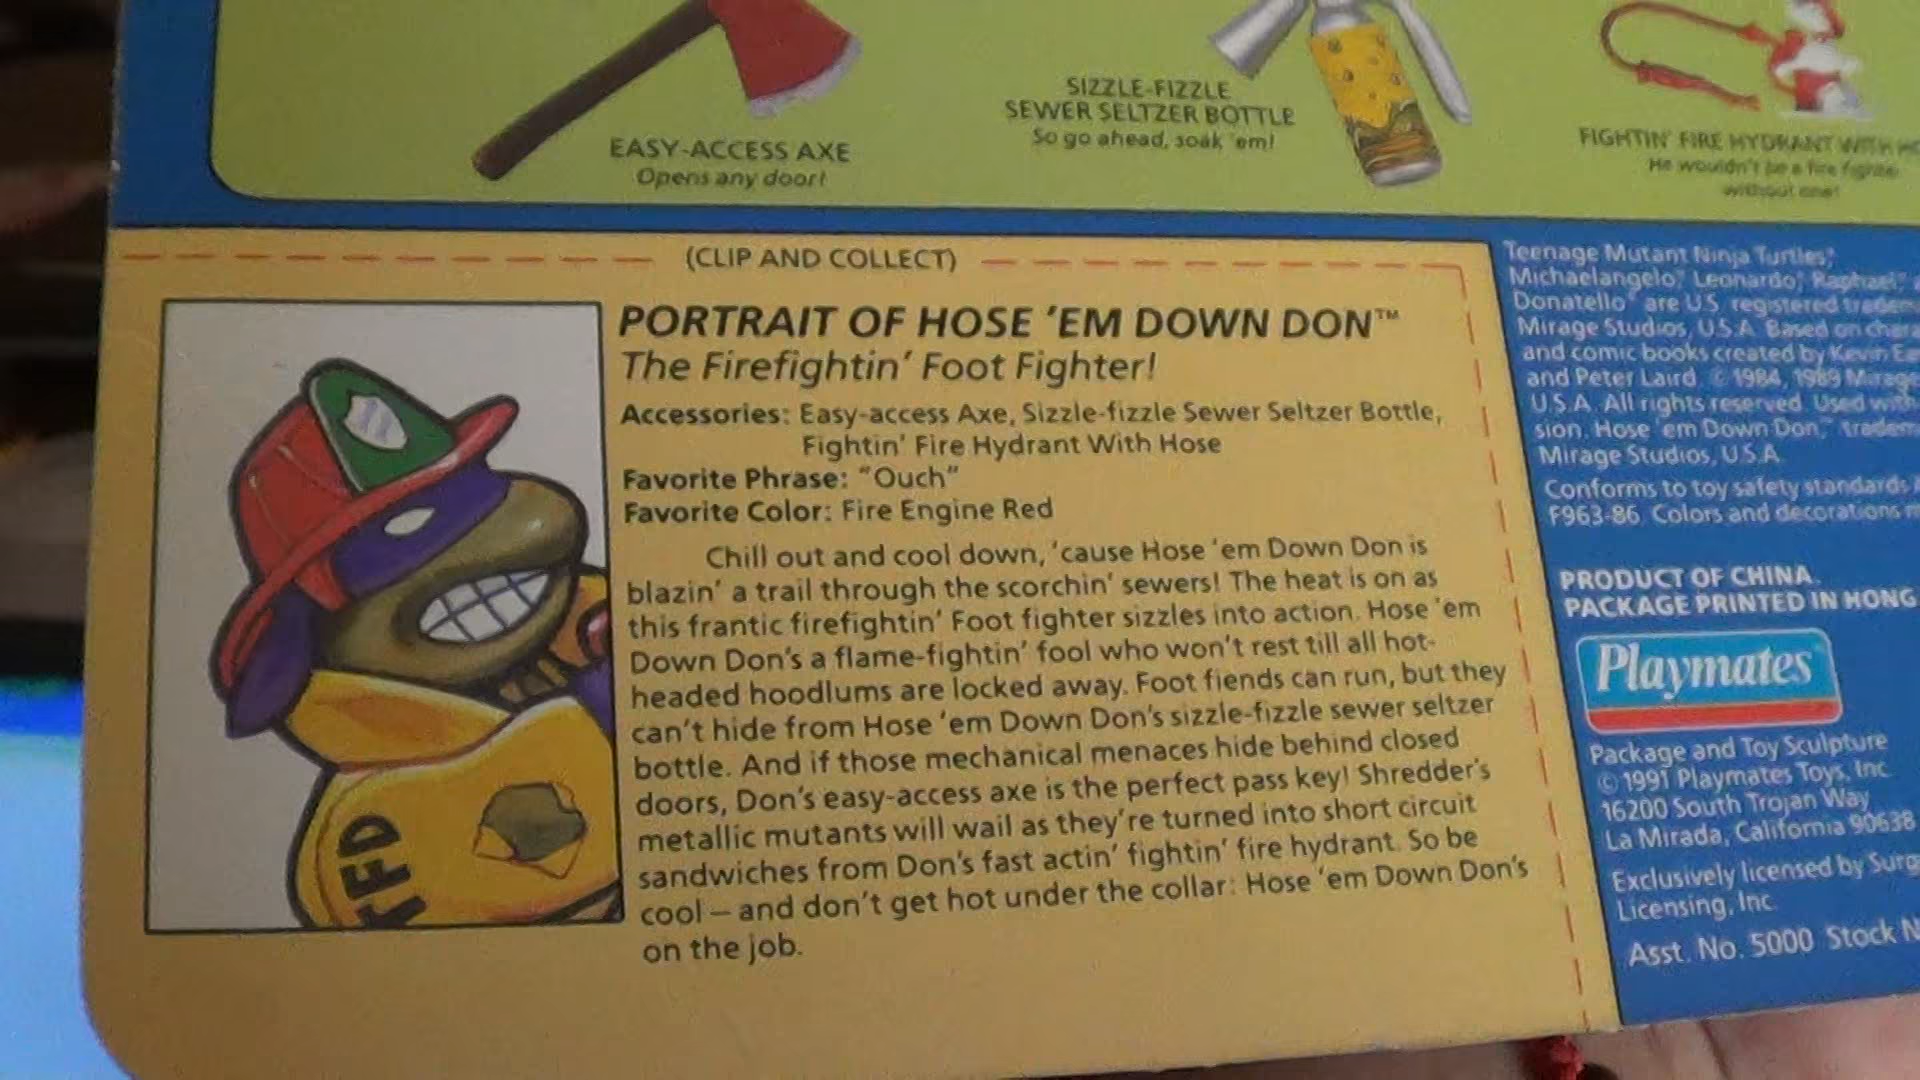 EASY-ACCESS AXE
Opens any door!
SIZZLE-FIZZLE
SEWER SELTZER BOTTLE
So go ahead, soak 'em!
FIGHTIN' FIRE HYDRANT WITH
He wouldn't be a fire fighter
without one!
(CLIP AND COLLECT)
PORTRAIT OF HOSE 'EM DOWN DON™
The Firefightin' Foot Fighter!
Accessories: Easy-access Axe, Sizzle-fizzle Sewer Seltzer Bottle,
Fightin' Fire Hydrant With Hose
Favorite Phrase: "Ouch"
Favorite Color: Fire Engine Red
Chill out and cool down, 'cause Hose 'em Down Don is
blazin' a trail through the scorchin' sewers! The heat is on as
this frantic firefightin' Foot fighter sizzles into action. Hose 'em
Down Don's a flame-fightin' fool who won't rest till all hot-
headed hoodlums are locked away. Foot fiends can run, but they
can't hide from Hose 'em Down Don's sizzle-fizzle sewer seltzer
bottle. And if those mechanical menaces hide behind closed
doors, Don's easy-access axe is the perfect pass key! Shredder's
metallic mutants will wail as they're turned into short circuit
sandwiches from Don's fast actin' fightin' fire hydrant. So be
cool – and don't get hot under the collar: Hose 'em Down Don's
on the job.
TFD
Teenage Mutant Ninja Turtles,
Michaelangelo, Leonardo, Raphael,
Donatello are U.S. registered
Mirage Studios, U.S.A. Based on
and comic books created by Kevin
and Peter Laird. © 1984, 1989 Mirage
U.S.A. All rights reserved. Used
sion. Hose 'em Down Don,
Mirage Studios, U.S.A.
Conforms to toy safety standards
F963-86. Colors and decorations
PRODUCT OF CHINA.
PACKAGE PRINTED IN HONG
Playmates
Package and Toy Sculpture
© 1991 Playmates Toys, Inc.
16200 South Trojan Way
La Mirada, California 90638
Exclusively licensed by
Licensing, Inc.
Asst. No. 5000 Stock